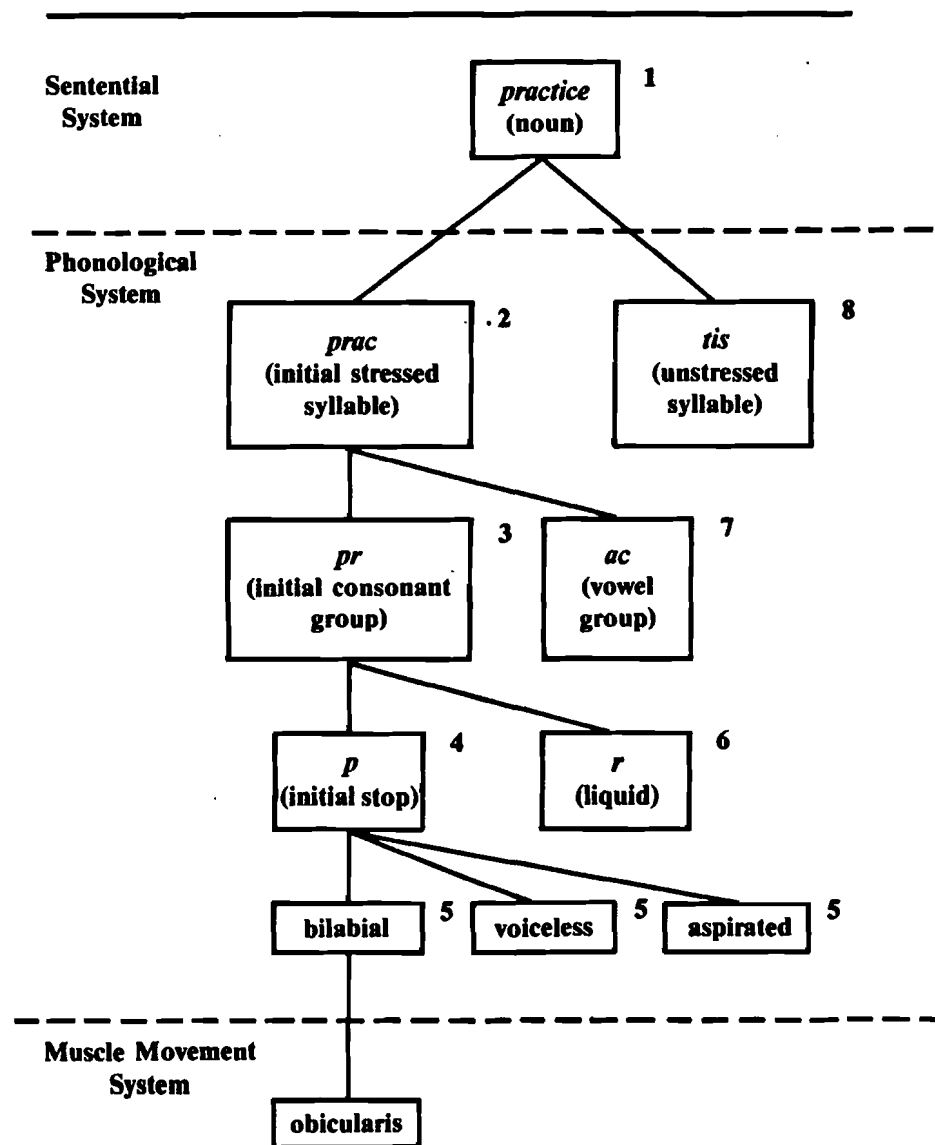 Sentential
System
practice
(noun)
1
Phonological
System
prac
(initial stressed
syllable)
. 2
tis
(unstressed
syllable)
8
pr
(initial consonant
group)
3
ac
(vowel
group)
7
p
(initial stop)
4
r
(liquid)
6
bilabial
5
voiceless
5
aspirated
5
Muscle Movement
System
obicularis